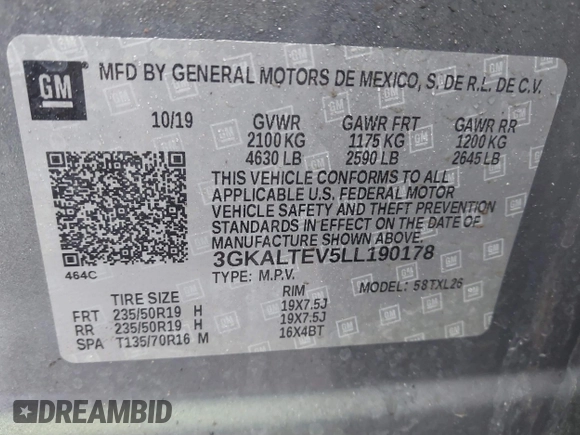 GM
MFD BY GENERAL MOTORS DE MEXICO, S. DE R.L. DE C.V.
10/19 GVWR GAWR FRT GAWR RR
2100 KG 1175 KG 1200 KG
4630 LB 2590 LB 2645 LB
THIS VEHICLE CONFORMS TO ALL
APPLICABLE U.S. FEDERAL MOTOR
VEHICLE SAFETY AND THEFT PREVENTION
STANDARDS IN EFFECT ON THE DATE OF
MANUFACTURE SHOWN ABOVE.
3GKALTEV5LL190178
464C
TYPE: M.P.V. MODEL: 58TXL26
TIRE SIZE RIM
FRT 235/50R19 H 19X7.5J
RR 235/50R19 H 19X7.5J
SPA T135/70R16 M 16X4BT
DREAMBID